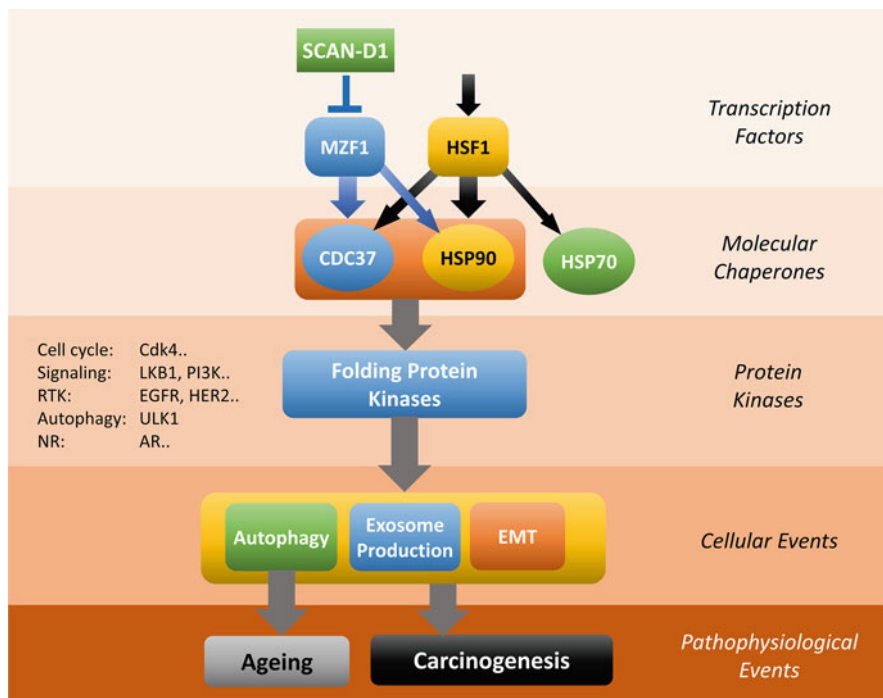 SCAN-D1
MZF1
HSF1
Transcription
Factors
CDC37
HSP90
HSP70
Molecular
Chaperones
Cell cycle: Cdk4..
Signaling: LKB1, PI3K..
RTK: EGFR, HER2..
Autophagy: ULK1
NR: AR..
Folding Protein
Kinases
Protein
Kinases
Autophagy
Exosome
Production
EMT
Cellular Events
Ageing
Carcinogenesis
Pathophysiological
Events